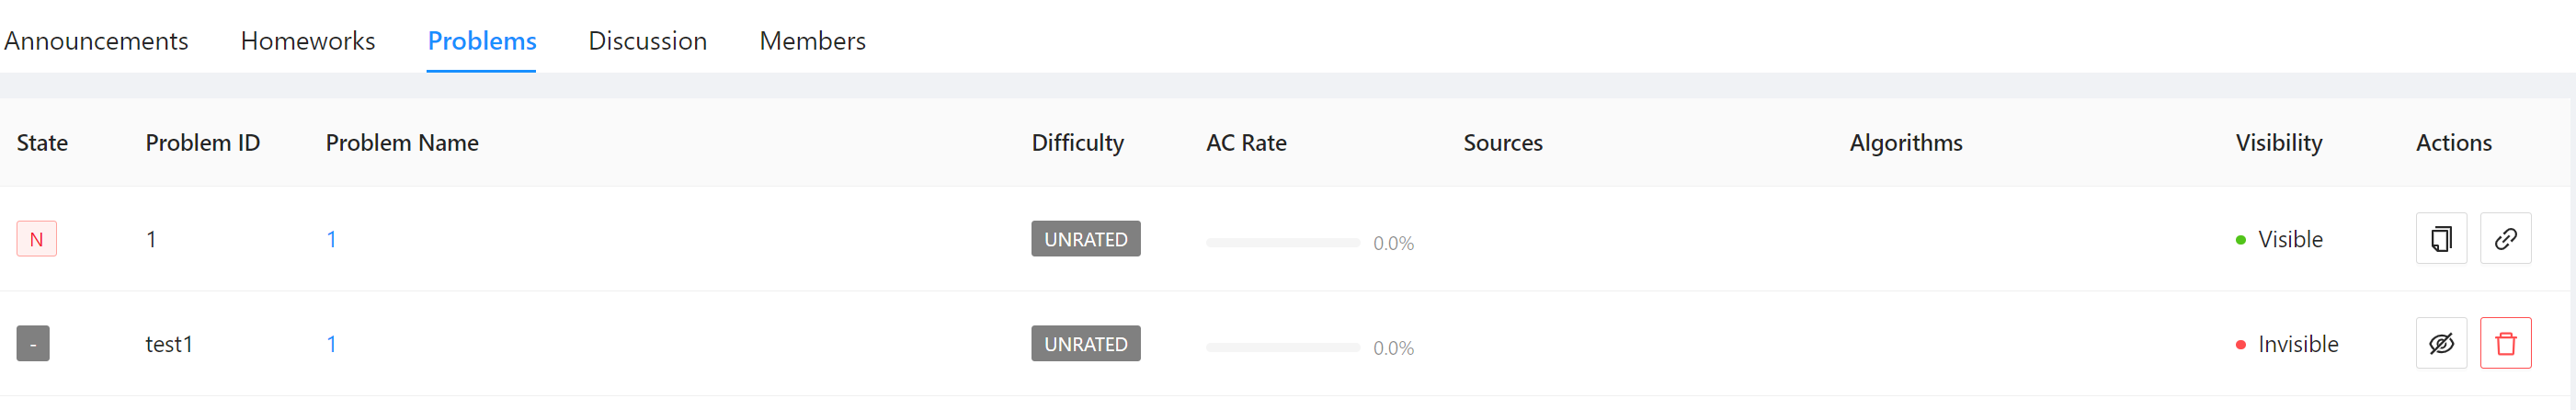 Announcements Homeworks Problems Discussion Members
State Problem ID Problem Name Difficulty AC Rate Sources Algorithms Visibility Actions
N 1 1 UNRATED 0.0% Visible
- test1 1 UNRATED 0.0% Invisible